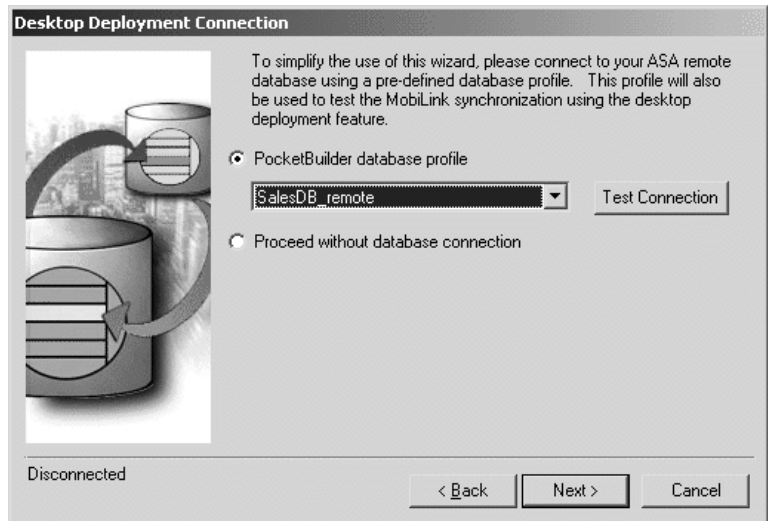 Desktop Deployment Connection
To simplify the use of this wizard, please connect to your ASA remote
database using a pre-defined database profile.   This profile will also
be used to test the MobiLink synchronization using the desktop
deployment feature.
PocketBuilder database profile
SalesDB_remote
Test Connection
Proceed without database connection
Disconnected
< Back
Next >
Cancel